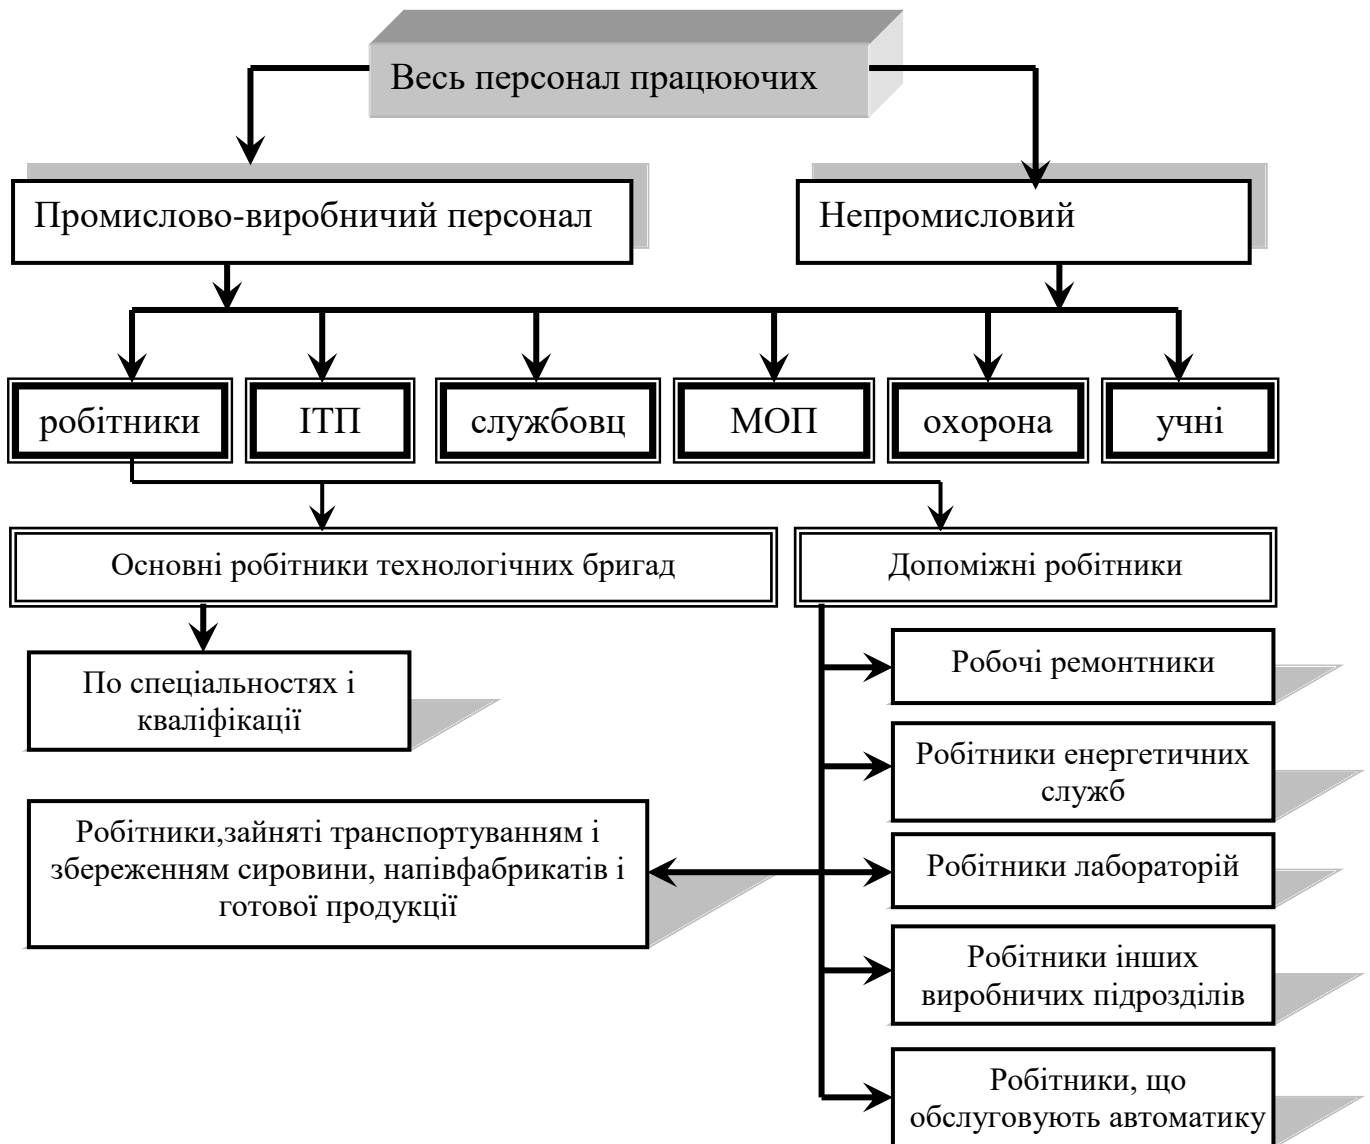 Весь персонал працюючих
Промислово-виробничий персонал
Непромисловий
робітники
ІТП
службовц
МОП
охорона
учні
Основні робітники технологічних бригад
Допоміжні робітники
По спеціальностях і
кваліфікації
Робочі ремонтники
Робітники енергетичних
служб
Робітники,зайняті транспортуванням і
збереженням сировини, напівфабрикатів і
готової продукції
Робітники лабораторій
Робітники інших
виробничих підрозділів
Робітники, що
обслуговують автоматику